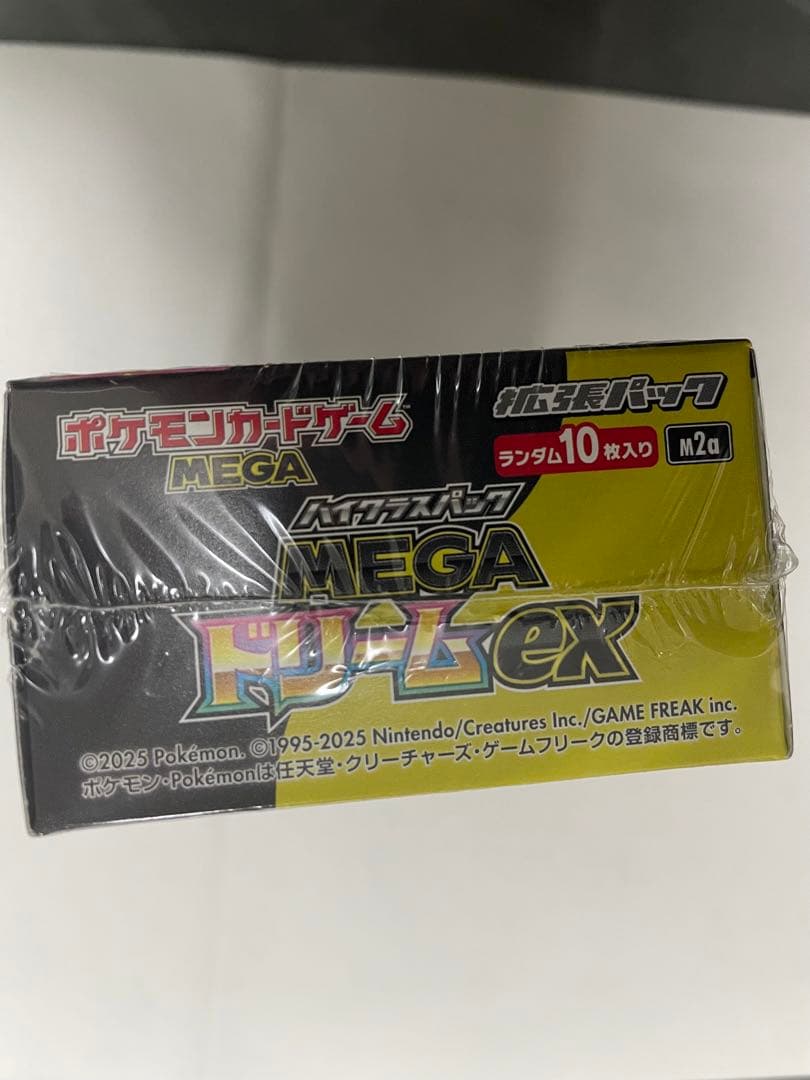 ポケモンカードゲーム
MEGA
拡張パック
ランダム10枚入り
M2a
ハイクラスパック
MEGA
ドリームex
©2025 Pokémon. ©1995-2025 Nintendo/Creatures Inc./GAME FREAK inc.
ポケモン・Pokémonは任天堂・クリーチャーズ・ゲームフリークの登録商標です。